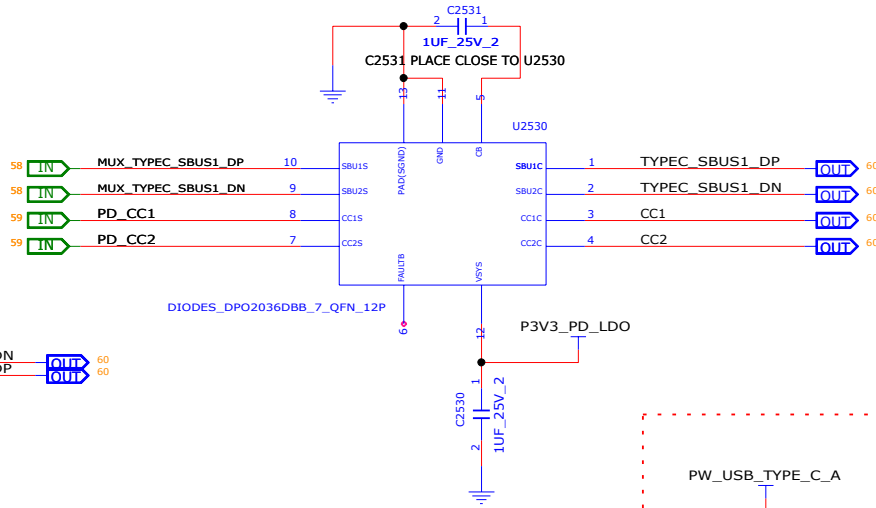 C2531
2 1
1UF_25V_2
C2531 PLACE CLOSE TO U2530
13 11 5
U2530
PAD(SGND) GND CB
58 IN MUX_TYPEC_SBUS1_DP 10 SBU1S SBU1C 1 TYPEC_SBUS1_DP OUT 60
58 IN MUX_TYPEC_SBUS1_DN 9 SBU2S SBU2C 2 TYPEC_SBUS1_DN OUT 60
59 IN PD_CC1 8 CC1S CC1C 3 CC1 OUT 60
59 IN PD_CC2 7 CC2S CC2C 4 CC2 OUT 60
FAULTB VSYS
DIODES_DPO2036DBB_7_QFN_12P
6 12
P3V3_PD_LDO
N OUT 60
P OUT 60
1
C2530 1UF_25V_2
2
PW_USB_TYPE_C_A